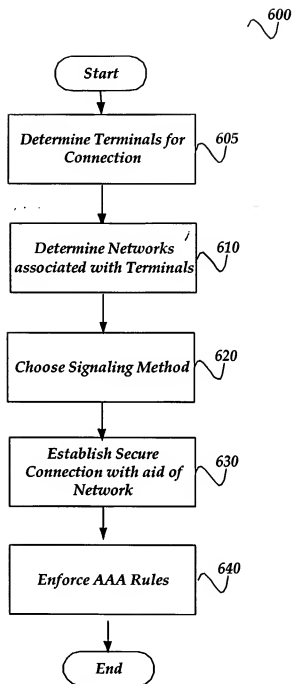 600
Start
Determine Terminals for
Connection
605
Determine Networks
associated with Terminals
610
Choose Signaling Method
620
Establish Secure
Connection with aid of
Network
630
Enforce AAA Rules
640
End